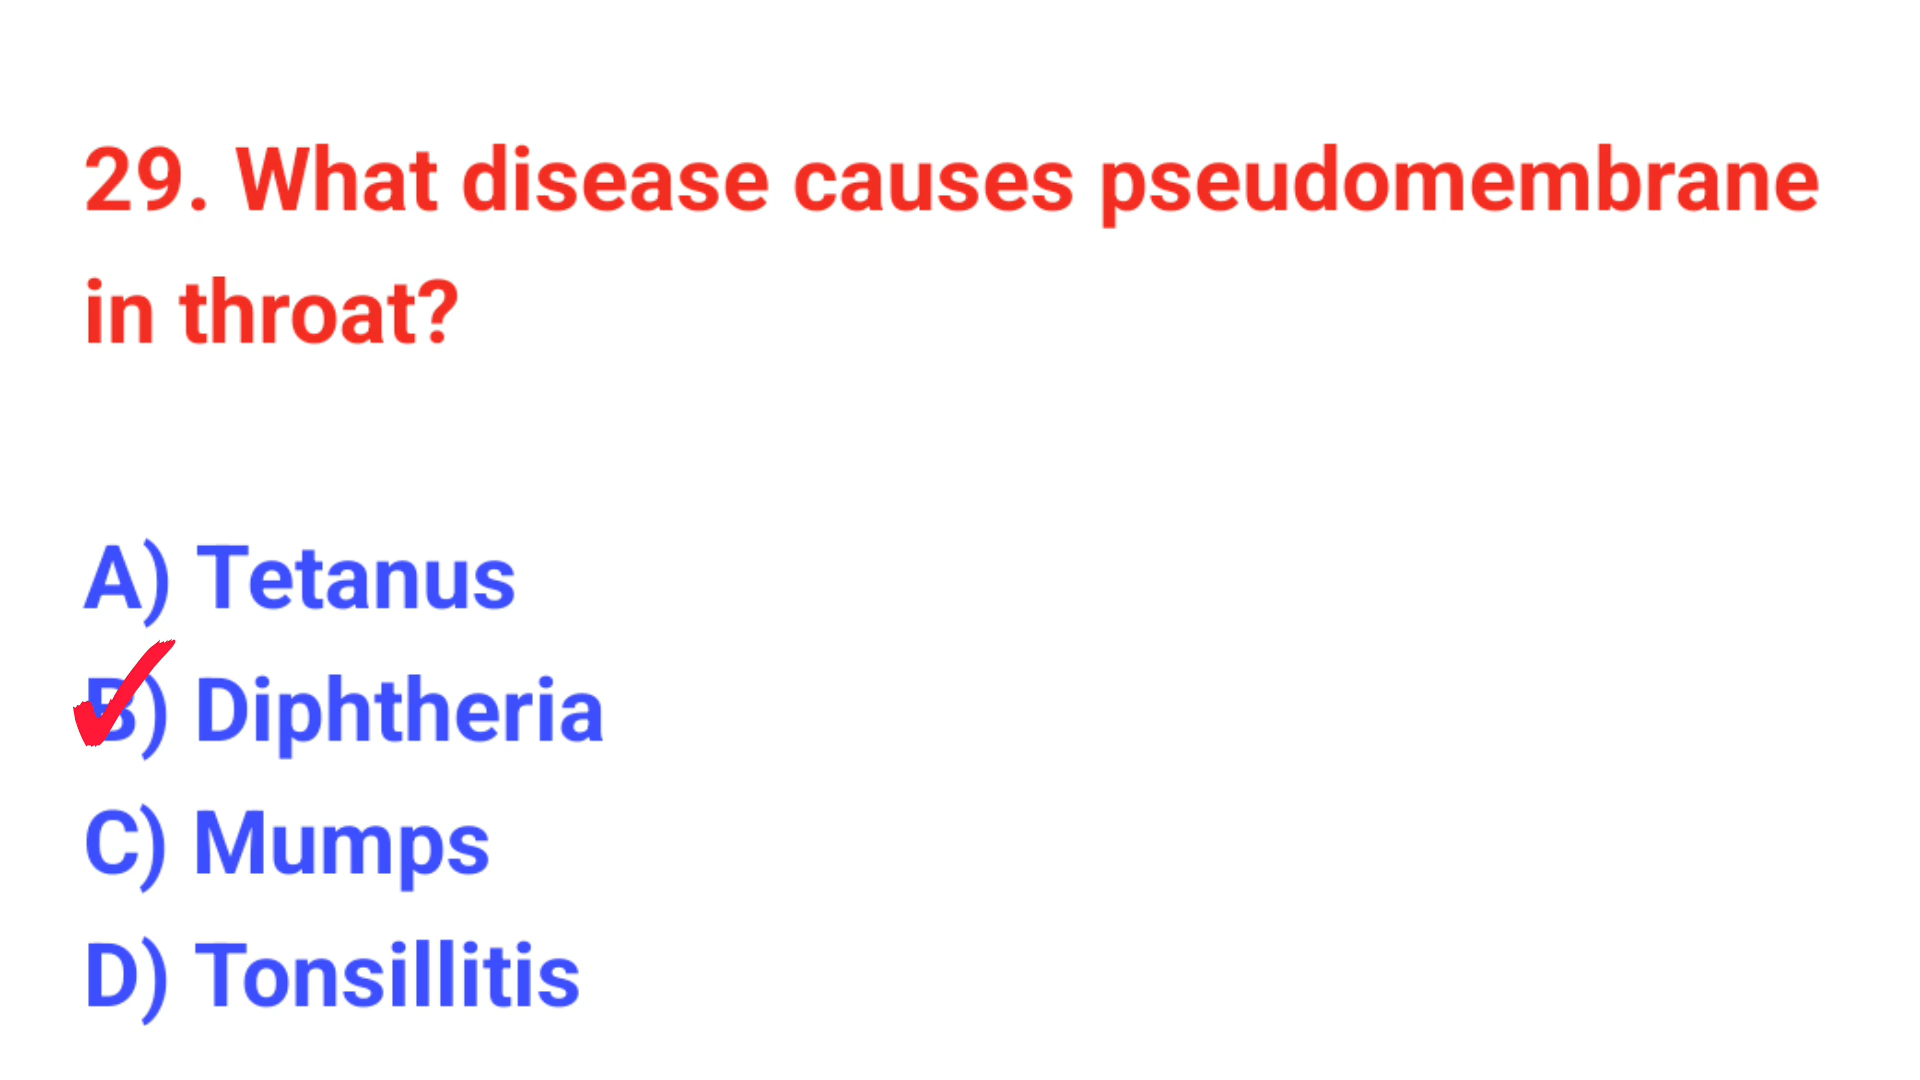 29. What disease causes pseudomembrane
in throat?
A) Tetanus
B) Diphtheria
C) Mumps
D) Tonsillitis